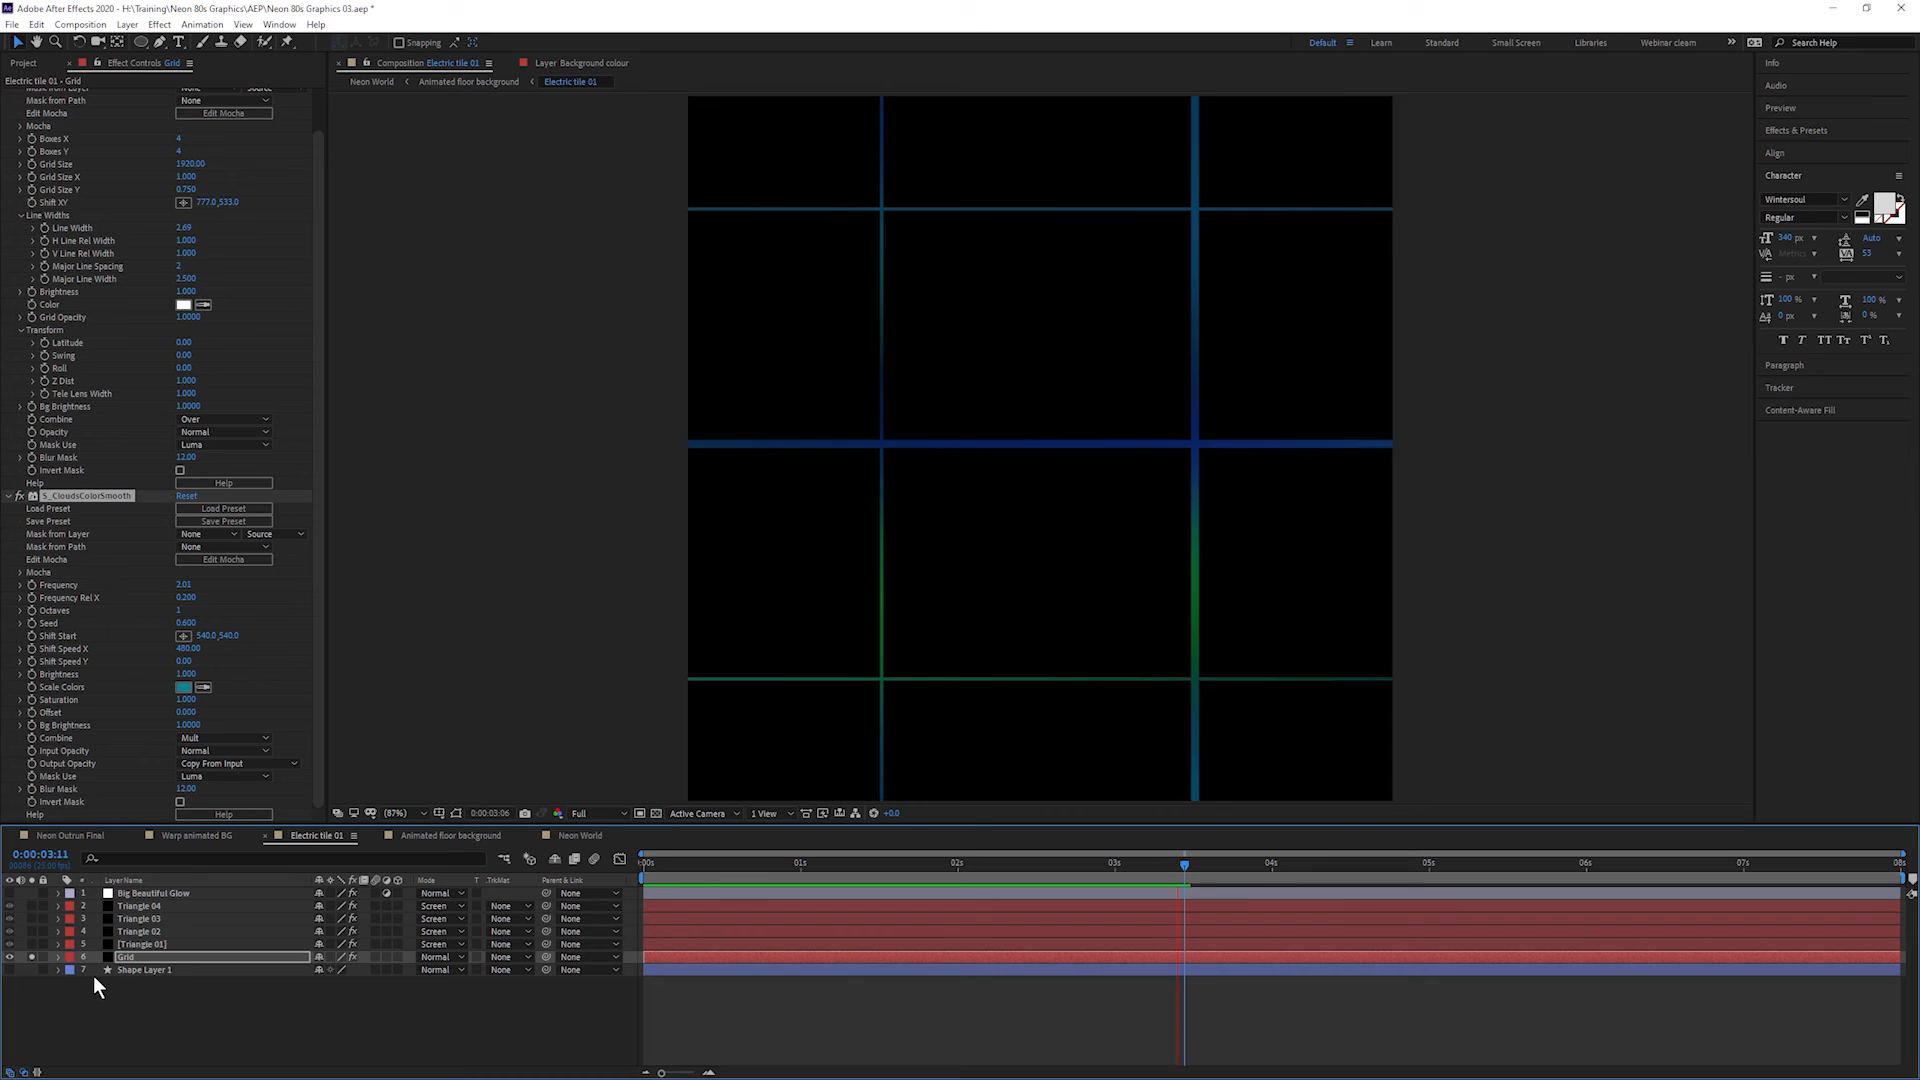 Adobe After Effects 2020 - H:\Training\Neon 80s Graphics\AEP\Neon 80s Graphics 03.aep *
File Edit Composition Layer Effect Animation View Window Help
Snapping Default Learn Standard Small Screen Libraries Webinar cleam Search Help
Project Effect Controls Grid Composition Electric tile 01 Layer Background colour
Electric tile 01 · Grid Neon World Animated floor background Electric tile 01
Mask from Path None
Edit Mocha Edit Mocha
Mocha
Boxes X 4
Boxes Y 4
Grid Size 1920.00
Grid Size X 1.000
Grid Size Y 0.750
Shift XY 777.0,533.0
Line Widths
Line Width 2.69
H Line Rel Width 1.000
V Line Rel Width 1.000
Major Line Spacing 2
Major Line Width 2.500
Brightness 1.000
Color
Grid Opacity 1.0000
Transform
Latitude 0.00
Swing 0.00
Roll 0.00
Z Dist 1.000
Tele Lens Width 1.000
Bg Brightness 1.0000
Combine Over
Opacity Normal
Mask Use Luma
Blur Mask 12.00
Invert Mask
Help Help
fx S_CloudsColorSmooth Reset
Load Preset Load Preset
Save Preset Save Preset
Mask from Layer None Source
Mask from Path None
Edit Mocha Edit Mocha
Mocha
Frequency 2.01
Frequency Rel X 0.200
Octaves 1
Seed 0.600
Shift Start 540.0,540.0
Shift Speed X 480.00
Shift Speed Y 0.00
Brightness 1.000
Scale Colors
Saturation 1.000
Offset 0.000
Bg Brightness 1.0000
Combine Mult
Input Opacity Normal
Output Opacity Copy From Input
Mask Use Luma
Blur Mask 12.00
Invert Mask
Help Help
(87%) 0:00:03:06 Full Active Camera 1 View +0.0
Info
Audio
Preview
Effects & Presets
Align
Character
Wintersoul
Regular
340 px Auto
Metrics 53
- px
100 % 100 %
0 px 0 %
T T TT Tт T¹ T₁
Paragraph
Tracker
Content-Aware Fill
Neon Outrun Final Warp animated BG Electric tile 01 Animated floor background Neon World
0:00:03:11
00086 (25.00 fps)
:00s 01s 02s 03s 04s 05s 06s 07s 08s
# Layer Name fx Mode T .TrkMat Parent & Link
1 Big Beautiful Glow fx Normal None
2 Triangle 04 fx Screen None None
3 Triangle 03 fx Screen None None
4 Triangle 02 fx Screen None None
5 [Triangle 01] fx Screen None None
6 Grid fx Normal None None
7 Shape Layer 1 Normal None None